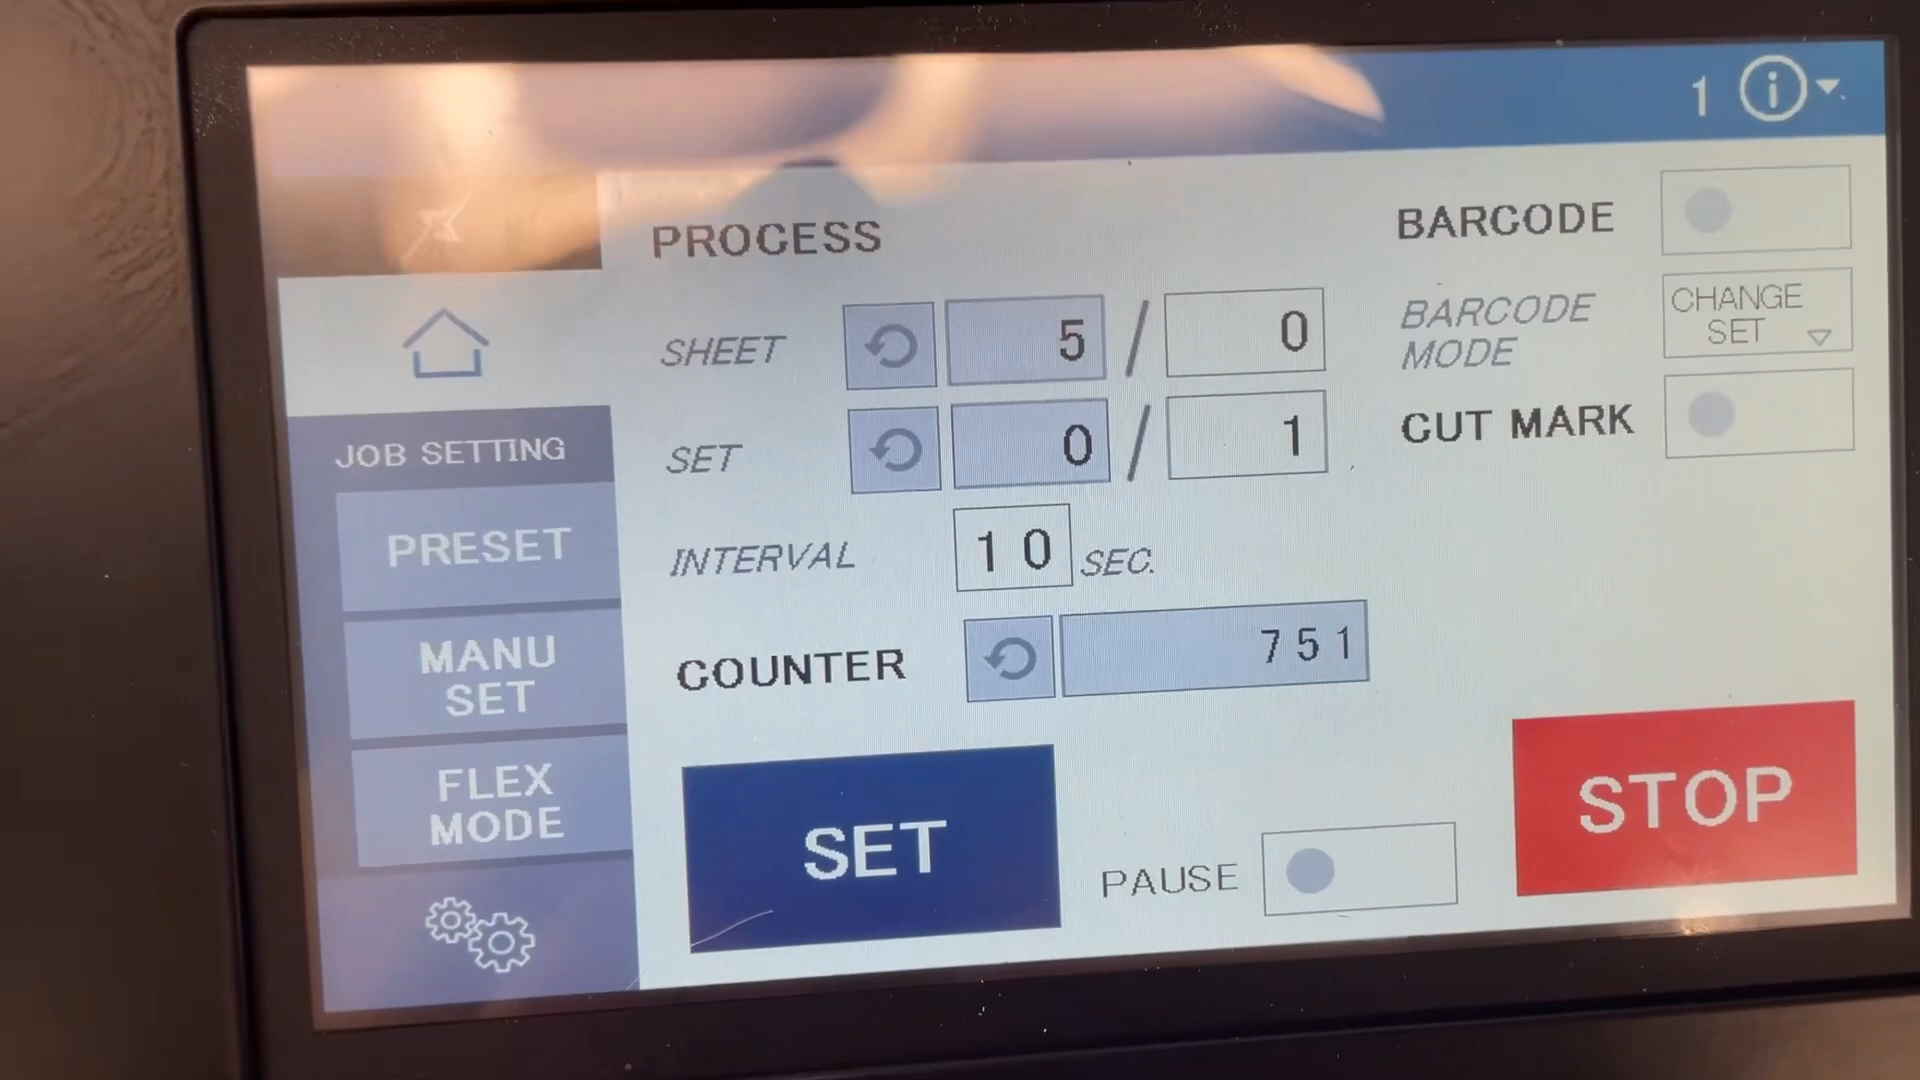 1 i
PROCESS
BARCODE
SHEET 5 / 0
BARCODE
MODE
CHANGE
SET
SET 0 / 1
CUT MARK
JOB SETTING
INTERVAL 10 SEC.
PRESET
COUNTER 751
MANU
SET
FLEX
MODE
SET
PAUSE
STOP